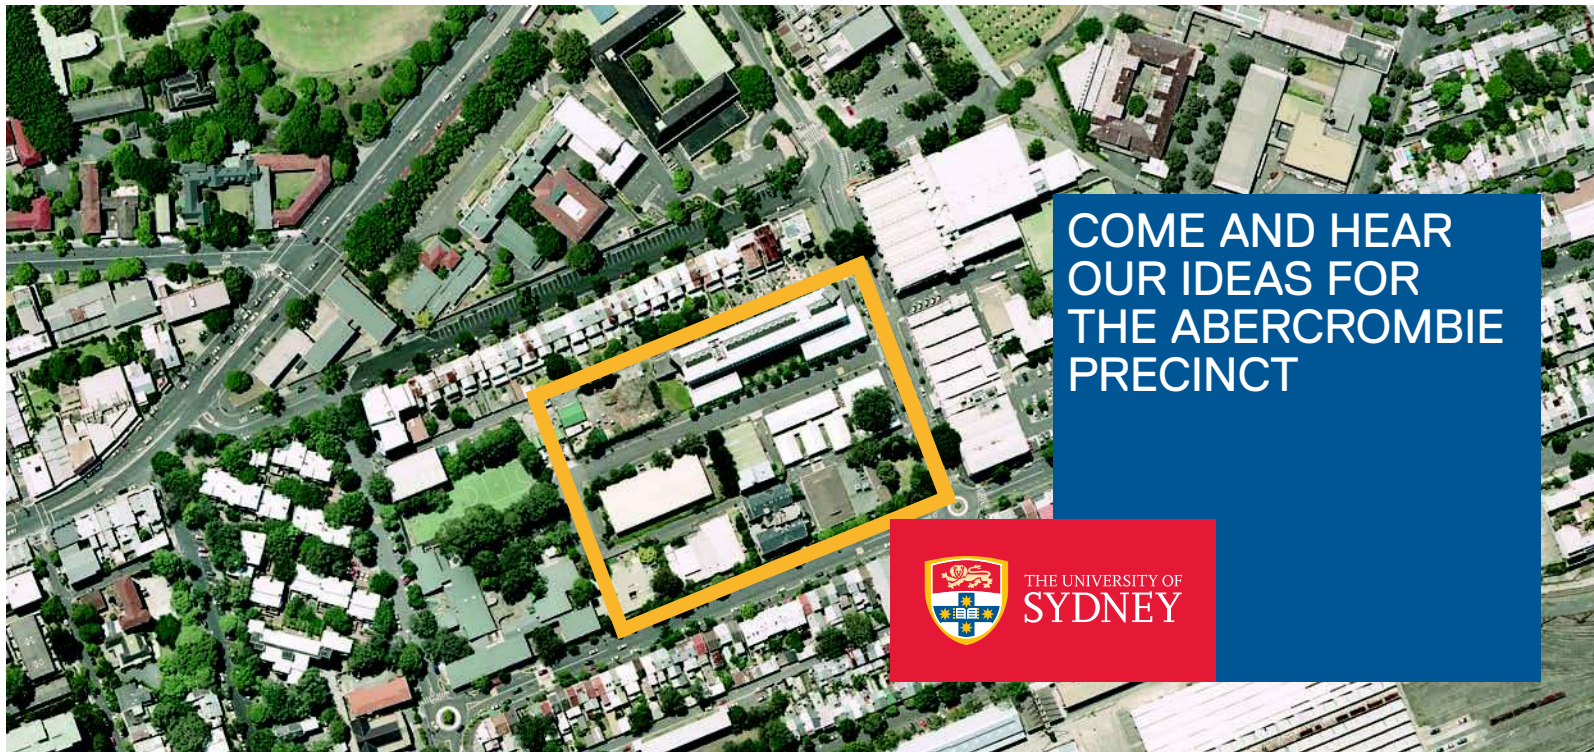 COME AND HEAR
OUR IDEAS FOR
THE ABERCROMBIE
PRECINCT
THE UNIVERSITY OF
SYDNEY